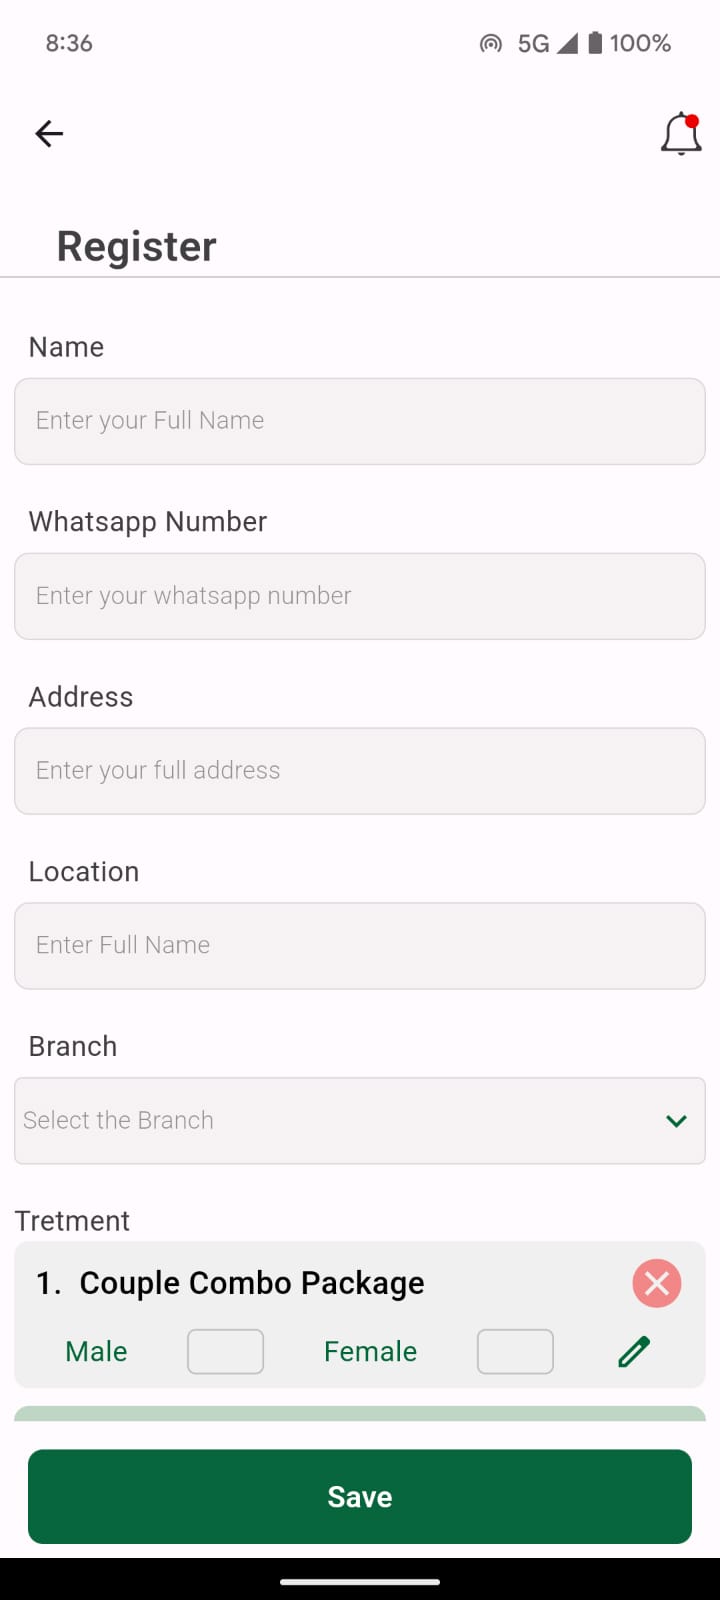 8:36 5G 100%
Register
Name
Enter your Full Name
Whatsapp Number
Enter your whatsapp number
Address
Enter your full address
Location
Enter Full Name
Branch
Select the Branch
Tretment
1. Couple Combo Package
Male Female
Save